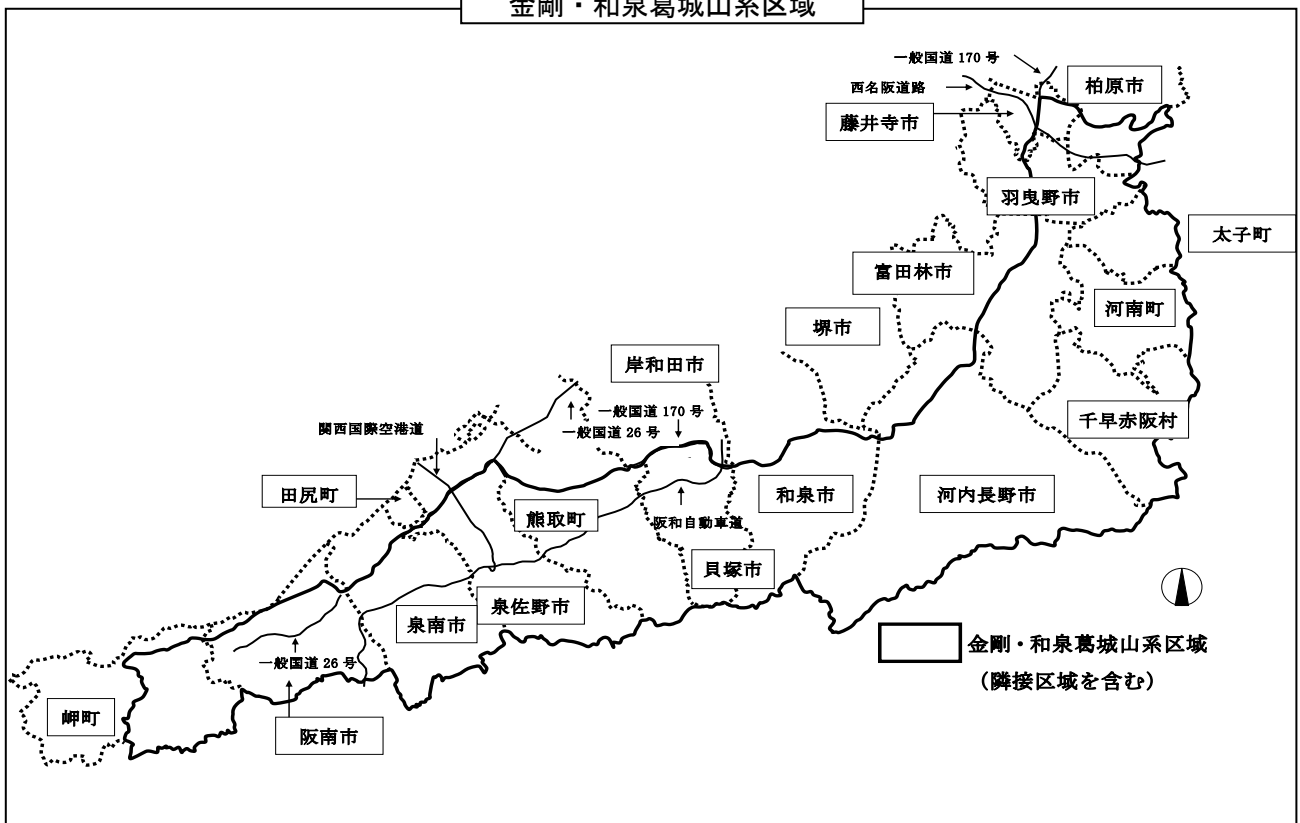 金剛・和泉葛城山系区域
一般国道 170 号
柏原市
西名阪道路
藤井寺市
羽曳野市
太子町
富田林市
河南町
堺市
岸和田市
一般国道 170 号
千早赤阪村
関西国際空港道
一般国道 26 号
田尻町
和泉市
河内長野市
熊取町
阪和自動車道
貝塚市
泉佐野市
泉南市
金剛・和泉葛城山系区域
（隣接区域を含む）
一般国道 26 号
岬町
阪南市